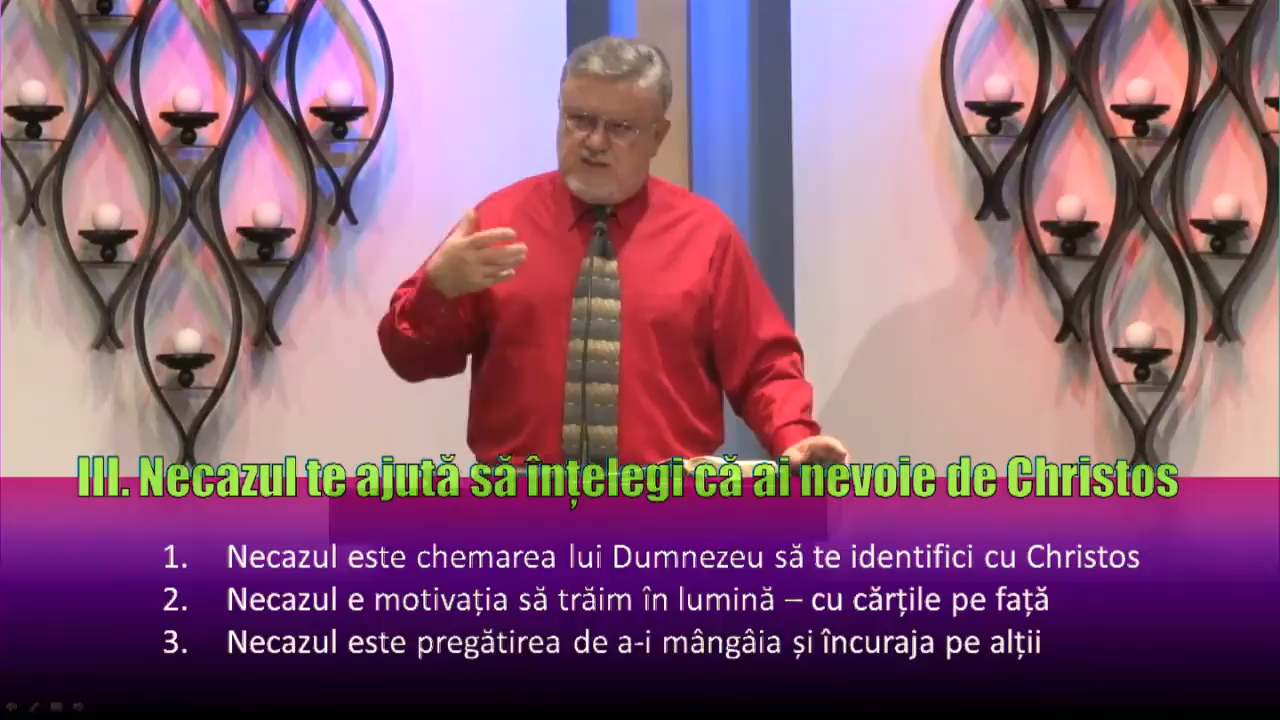 III. Necazul te ajută să înțelegi că ai nevoie de Christos
1. Necazul este chemarea lui Dumnezeu să te identifici cu Christos
2. Necazul e motivația să trăim în lumină – cu cărțile pe față
3. Necazul este pregătirea de a-i mângâia și încuraja pe alții